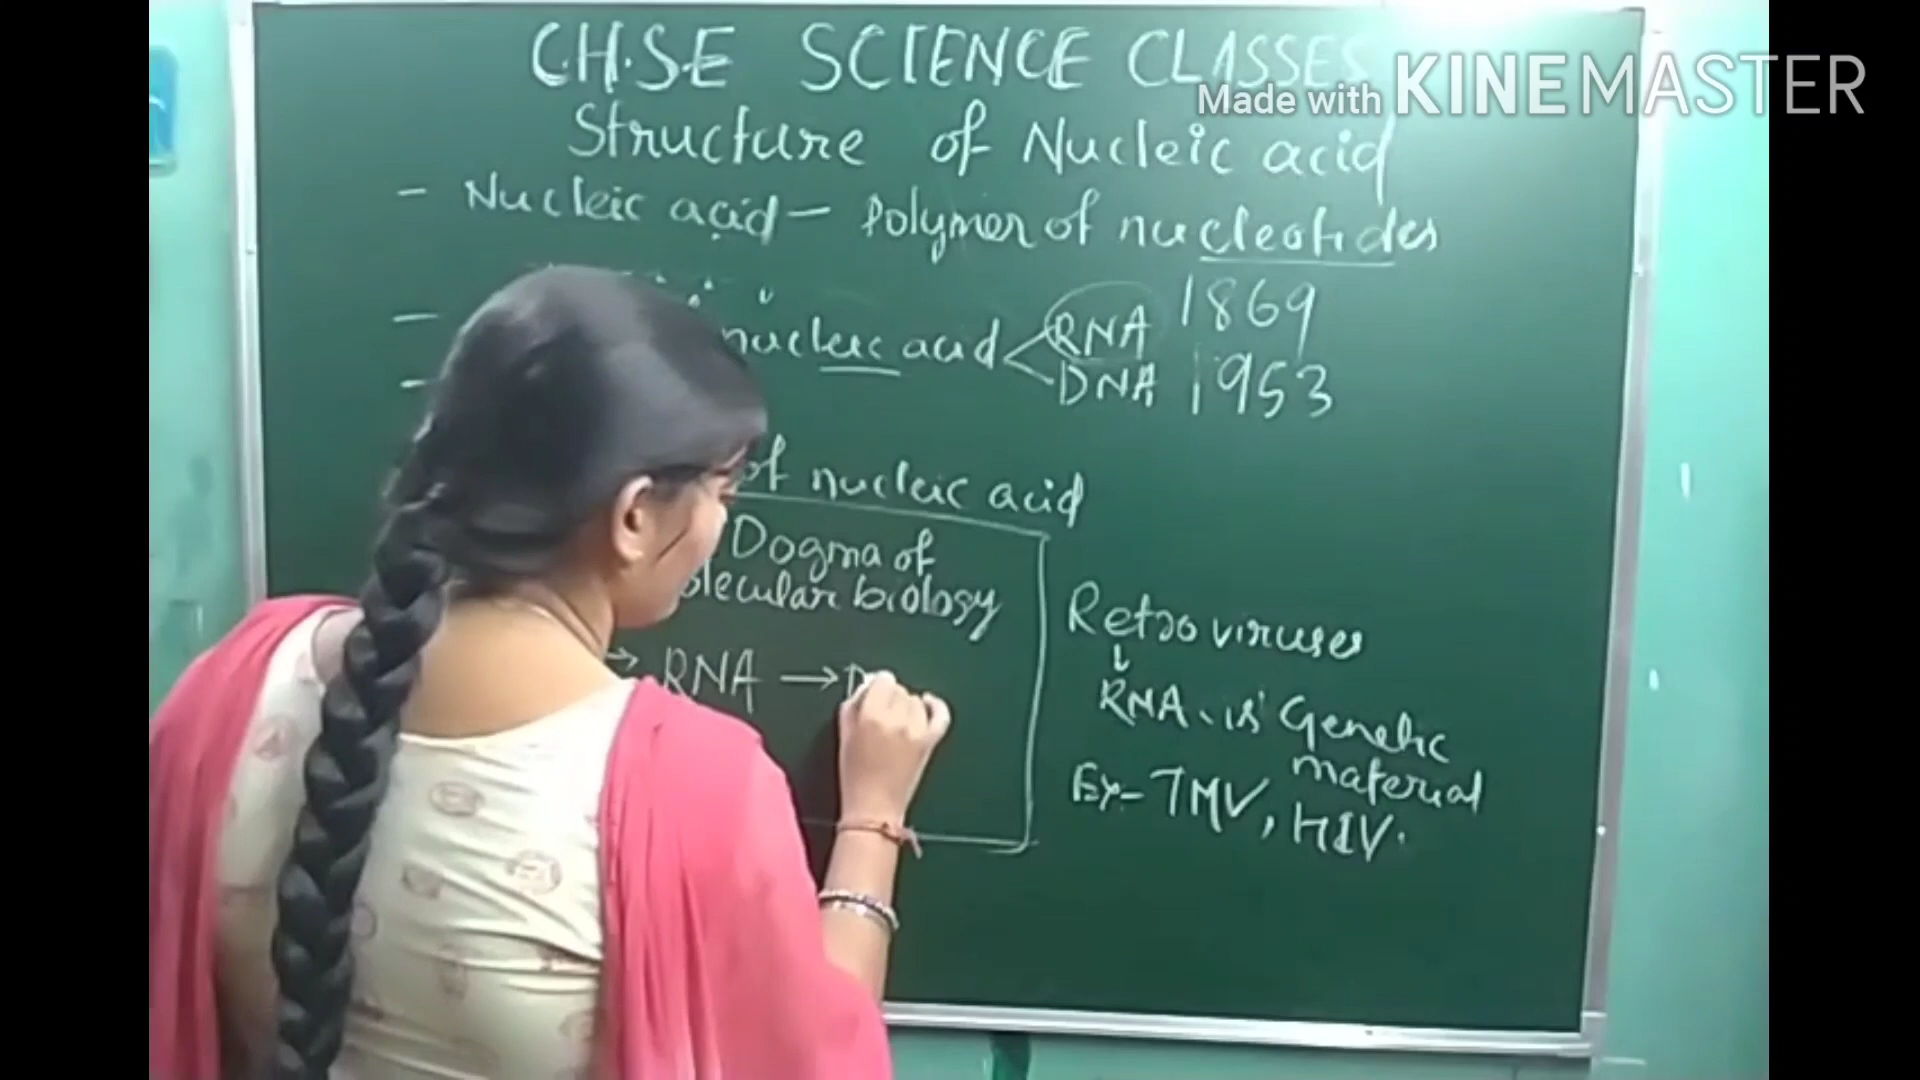 C.H.S.E SCIENCE CLASSES
Made with KINEMASTER
Structure of Nucleic acid
- Nucleic acid - Polymer of nucleotides
- nucleic acid < RNA 1869
- DNA 1953
of nucleic acid
Dogma of
olecular biology
→ RNA → D
Retro viruses
↓
RNA. is Genetic
material
Ex- TMV, HIV.